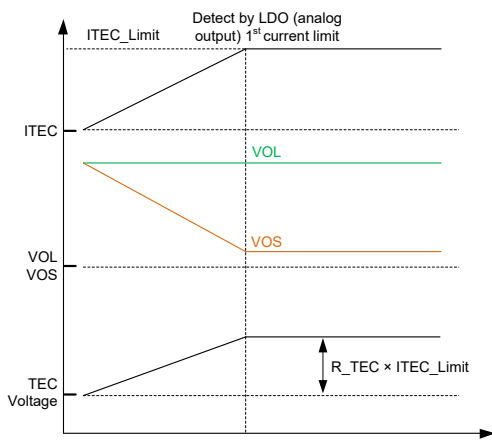 Detect by LDO (analog
output) 1st current limit
ITEC_Limit
ITEC
VOL
VOS
VOL
VOS
TEC
Voltage
R_TEC × ITEC_Limit